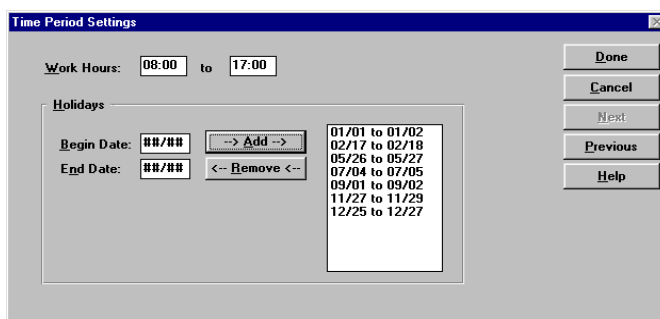 Time Period Settings
Work Hours: 08:00 to 17:00
Done
Cancel
Holidays
Next
Begin Date: ##/## --> Add -->
End Date: ##/## <-- Remove <--
01/01 to 01/02
02/17 to 02/18
05/26 to 05/27
07/04 to 07/05
09/01 to 09/02
11/27 to 11/29
12/25 to 12/27
Previous
Help